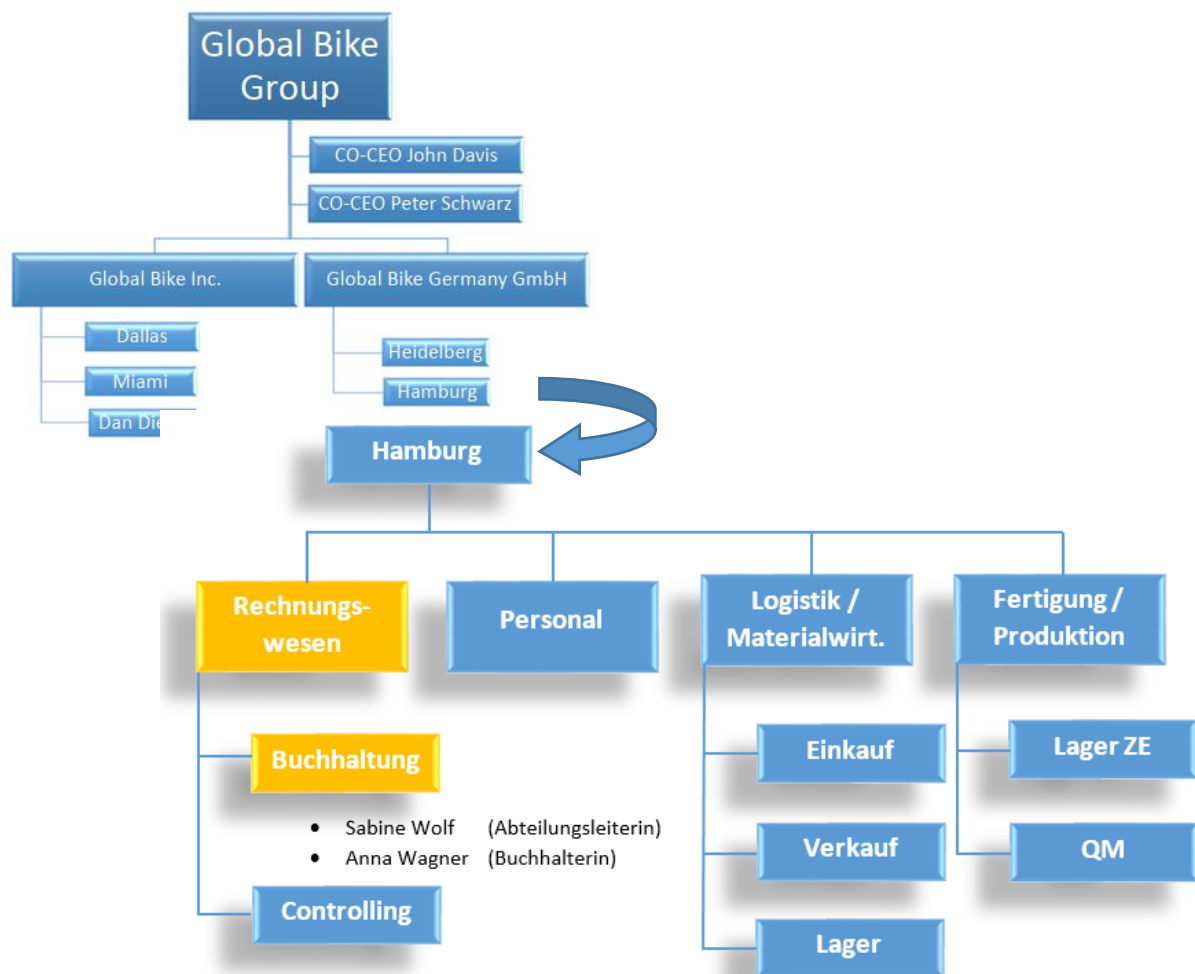 Global Bike
Group
CO-CEO John Davis
CO-CEO Peter Schwarz
Global Bike Inc.
Global Bike Germany GmbH
Dallas
Miami
Dan Die
Heidelberg
Hamburg
Hamburg
Rechnungs-
wesen
Personal
Logistik /
Materialwirt.
Fertigung /
Produktion
Buchhaltung
• Sabine Wolf (Abteilungsleiterin)
• Anna Wagner (Buchhalterin)
Controlling
Einkauf
Verkauf
Lager
Lager ZE
QM